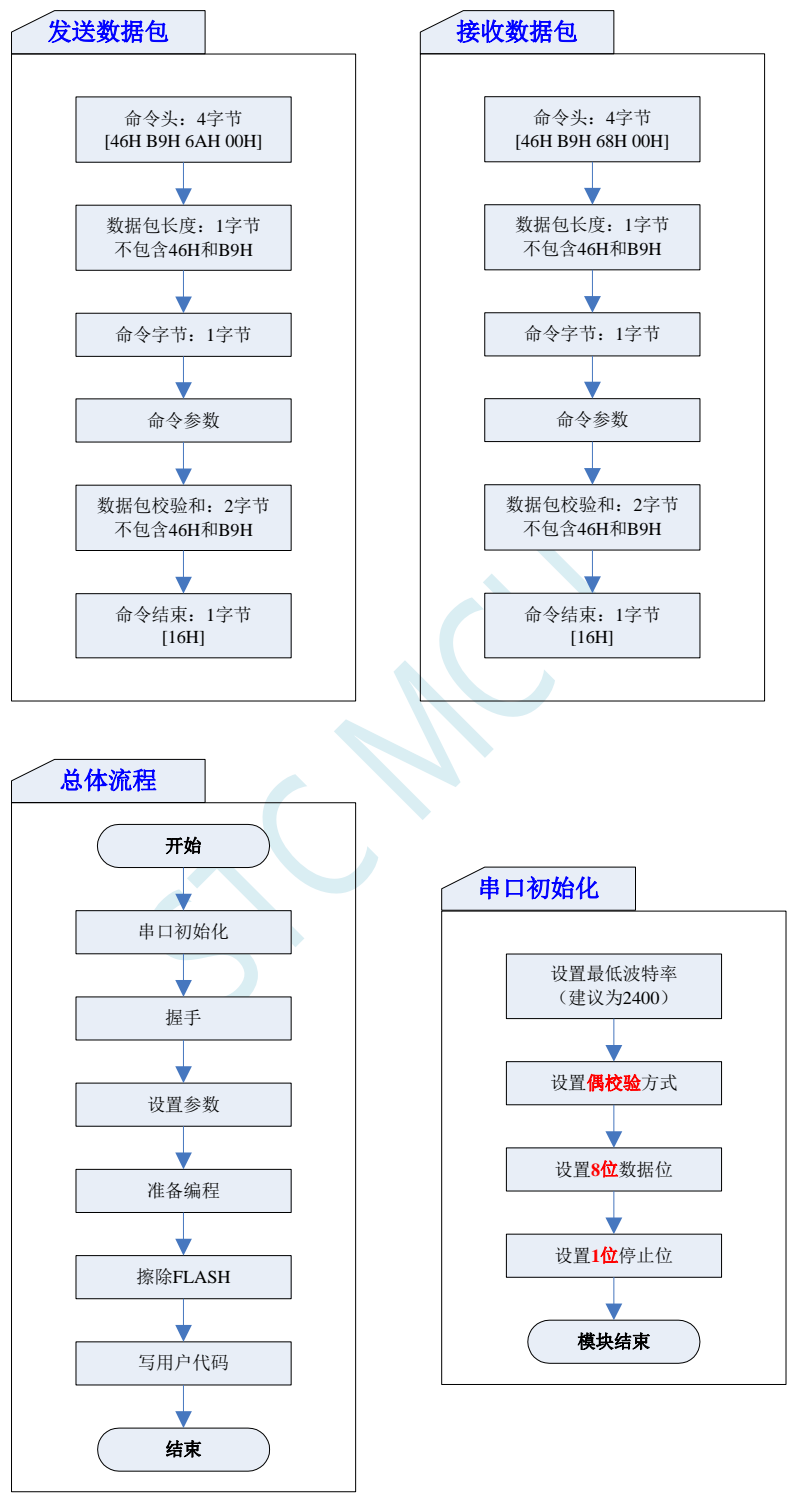 发送数据包
命令头：4字节
[46H B9H 6AH 00H]
数据包长度：1字节
不包含46H和B9H
命令字节：1字节
命令参数
数据包校验和：2字节
不包含46H和B9H
命令结束：1字节
[16H]
接收数据包
命令头：4字节
[46H B9H 68H 00H]
数据包长度：1字节
不包含46H和B9H
命令字节：1字节
命令参数
数据包校验和：2字节
不包含46H和B9H
命令结束：1字节
[16H]
总体流程
开始
串口初始化
握手
设置参数
准备编程
擦除FLASH
写用户代码
结束
串口初始化
设置最低波特率
（建议为2400）
设置偶校验方式
设置8位数据位
设置1位停止位
模块结束
STC MCU